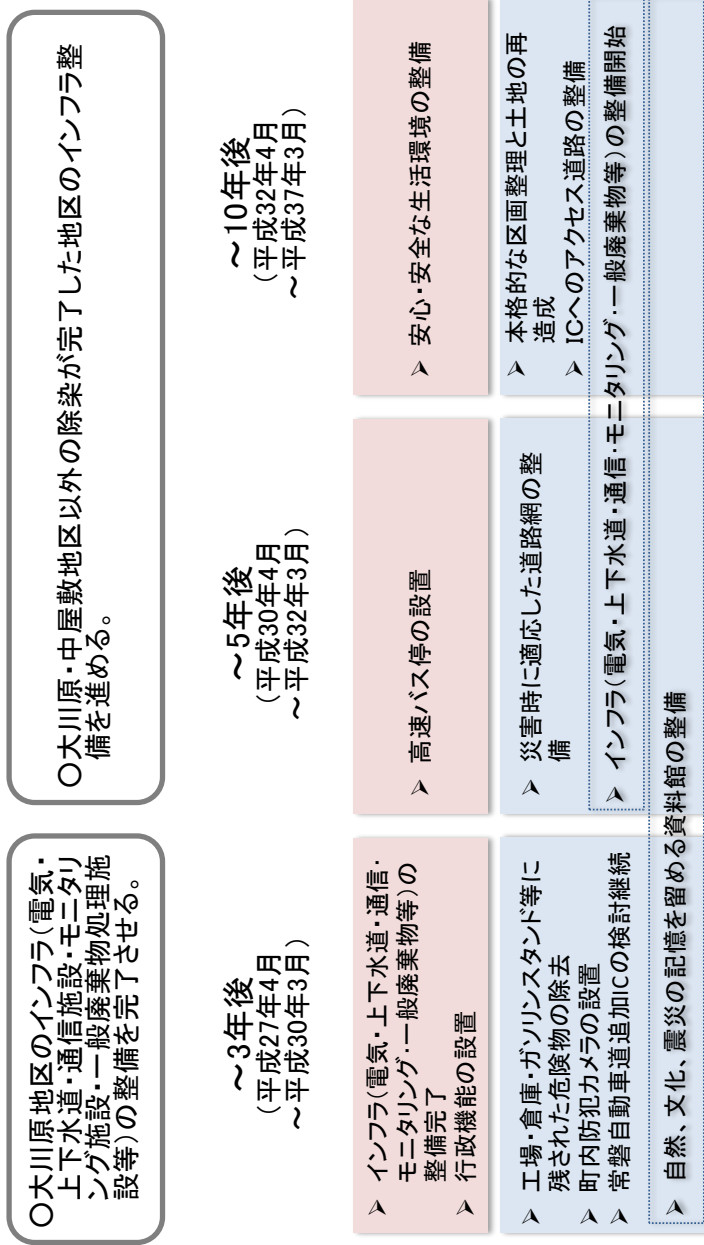 〇大川原地区のインフラ(電気・
上下水道・通信施設・モニタリ
ング施設・一般廃棄物処理施
設等)の整備を完了させる。
〇大川原・中屋敷地区以外の除染が完了した地区のインフラ整
備を進める。
～3年後
(平成27年4月
～平成30年3月)
～5年後
(平成30年4月
～平成32年3月)
～10年後
(平成32年4月
～平成37年3月)
➢ インフラ(電気・上下水道・通信・
モニタリング・一般廃棄物等)の
整備完了
➢ 行政機能の設置
➢ 高速バス停の設置
➢ 安心・安全な生活環境の整備
➢ 工場・倉庫・ガソリンスタンド等に
残された危険物の除去
➢ 町内防犯カメラの設置
➢ 常磐自動車道追加ICの検討継続
➢ 災害時に適応した道路網の整
備
➢ 本格的な区画整理と土地の再
造成
➢ ICへのアクセス道路の整備
➢ インフラ(電気・上下水道・通信・モニタリング・一般廃棄物等)の整備開始
➢ 自然、文化、震災の記憶を留める資料館の整備